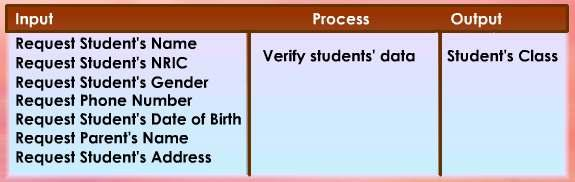 Input Process Output
Request Student's Name
Request Student's NRIC
Request Student's Gender
Request Phone Number
Request Student's Date of Birth
Request Parent's Name
Request Student's Address
Verify students' data
Student's Class